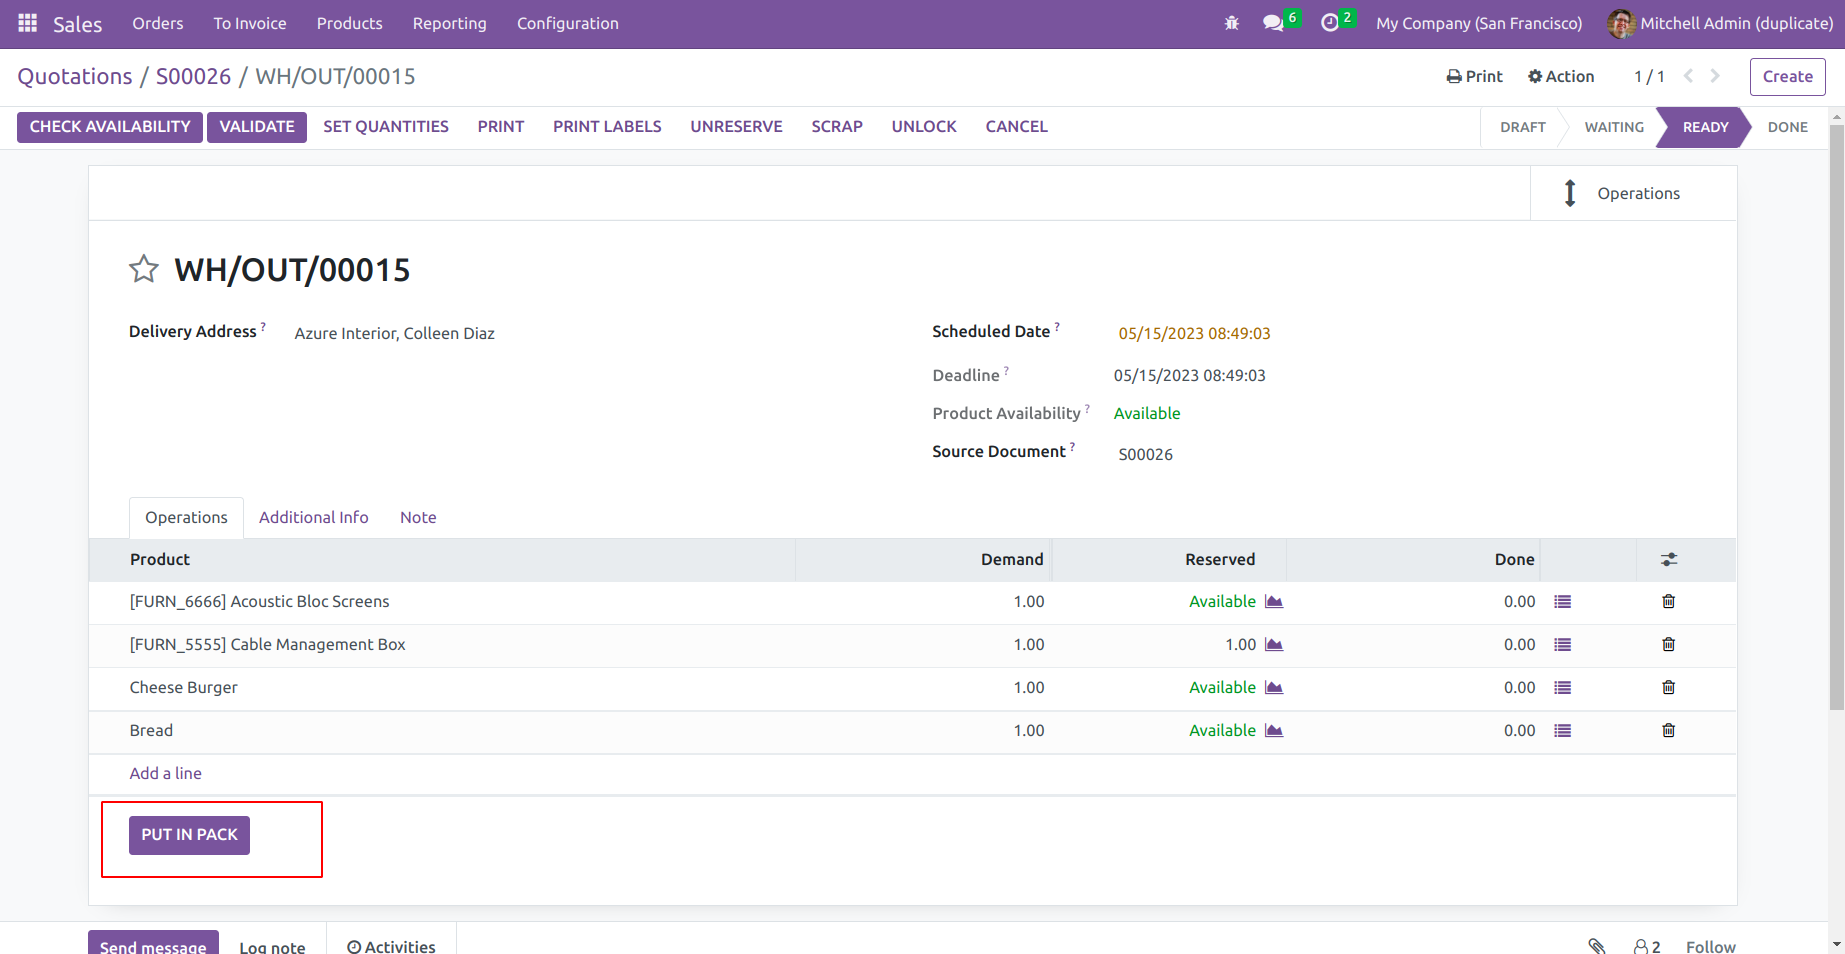 Sales Orders To Invoice Products Reporting Configuration 6 2 My Company (San Francisco) Mitchell Admin (duplicate)
Quotations / S00026 / WH/OUT/00015 Print Action 1 / 1 Create
CHECK AVAILABILITY VALIDATE SET QUANTITIES PRINT PRINT LABELS UNRESERVE SCRAP UNLOCK CANCEL DRAFT WAITING READY DONE
Operations
WH/OUT/00015
Delivery Address ? Azure Interior, Colleen Diaz Scheduled Date ? 05/15/2023 08:49:03
Deadline ? 05/15/2023 08:49:03
Product Availability ? Available
Source Document ? S00026
Operations Additional Info Note
Product Demand Reserved Done
[FURN_6666] Acoustic Bloc Screens 1.00 Available 0.00
[FURN_5555] Cable Management Box 1.00 1.00 0.00
Cheese Burger 1.00 Available 0.00
Bread 1.00 Available 0.00
Add a line
PUT IN PACK
Send message Log note Activities 2 Follow